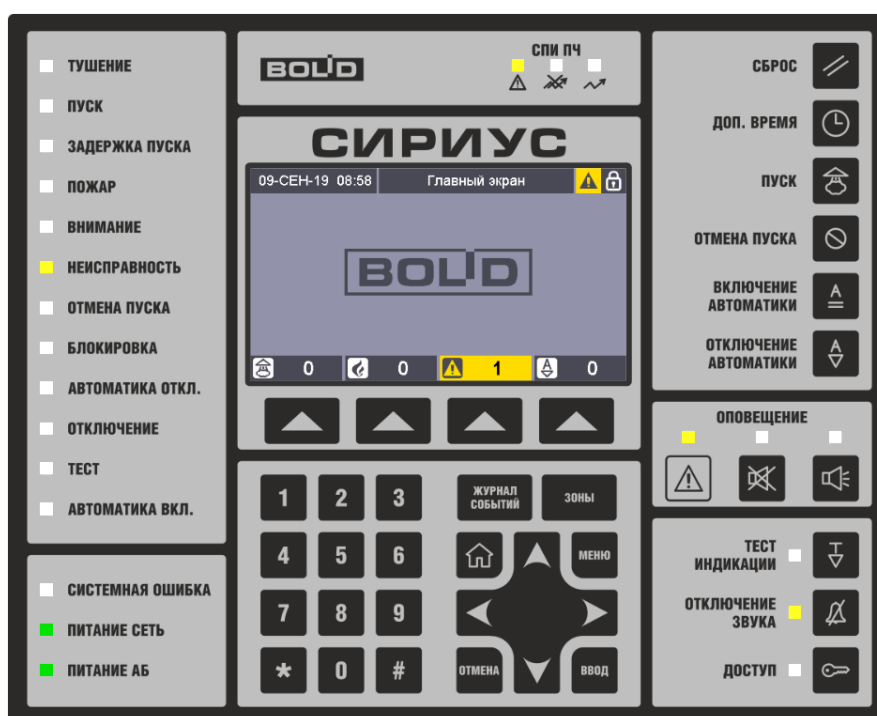 ТУШЕНИЕ
ПУСК
ЗАДЕРЖКА ПУСКА
ПОЖАР
ВНИМАНИЕ
НЕИСПРАВНОСТЬ
ОТМЕНА ПУСКА
БЛОКИРОВКА
АВТОМАТИКА ОТКЛ.
ОТКЛЮЧЕНИЕ
ТЕСТ
АВТОМАТИКА ВКЛ.
СИСТЕМНАЯ ОШИБКА
ПИТАНИЕ СЕТЬ
ПИТАНИЕ АБ
BOLID
СПИ ПЧ
СИРИУС
09-СЕН-19 08:58 Главный экран
BOLID
0 0 1 A 0
1 2 3 ЖУРНАЛ СОБЫТИЙ ЗОНЫ
4 5 6 МЕНЮ
7 8 9
* 0 # ОТМЕНА ВВОД
СБРОС
ДОП. ВРЕМЯ
ПУСК
ОТМЕНА ПУСКА
ВКЛЮЧЕНИЕ
АВТОМАТИКИ A
ОТКЛЮЧЕНИЕ
АВТОМАТИКИ A
ОПОВЕЩЕНИЕ
ТЕСТ
ИНДИКАЦИИ
ОТКЛЮЧЕНИЕ
ЗВУКА
ДОСТУП